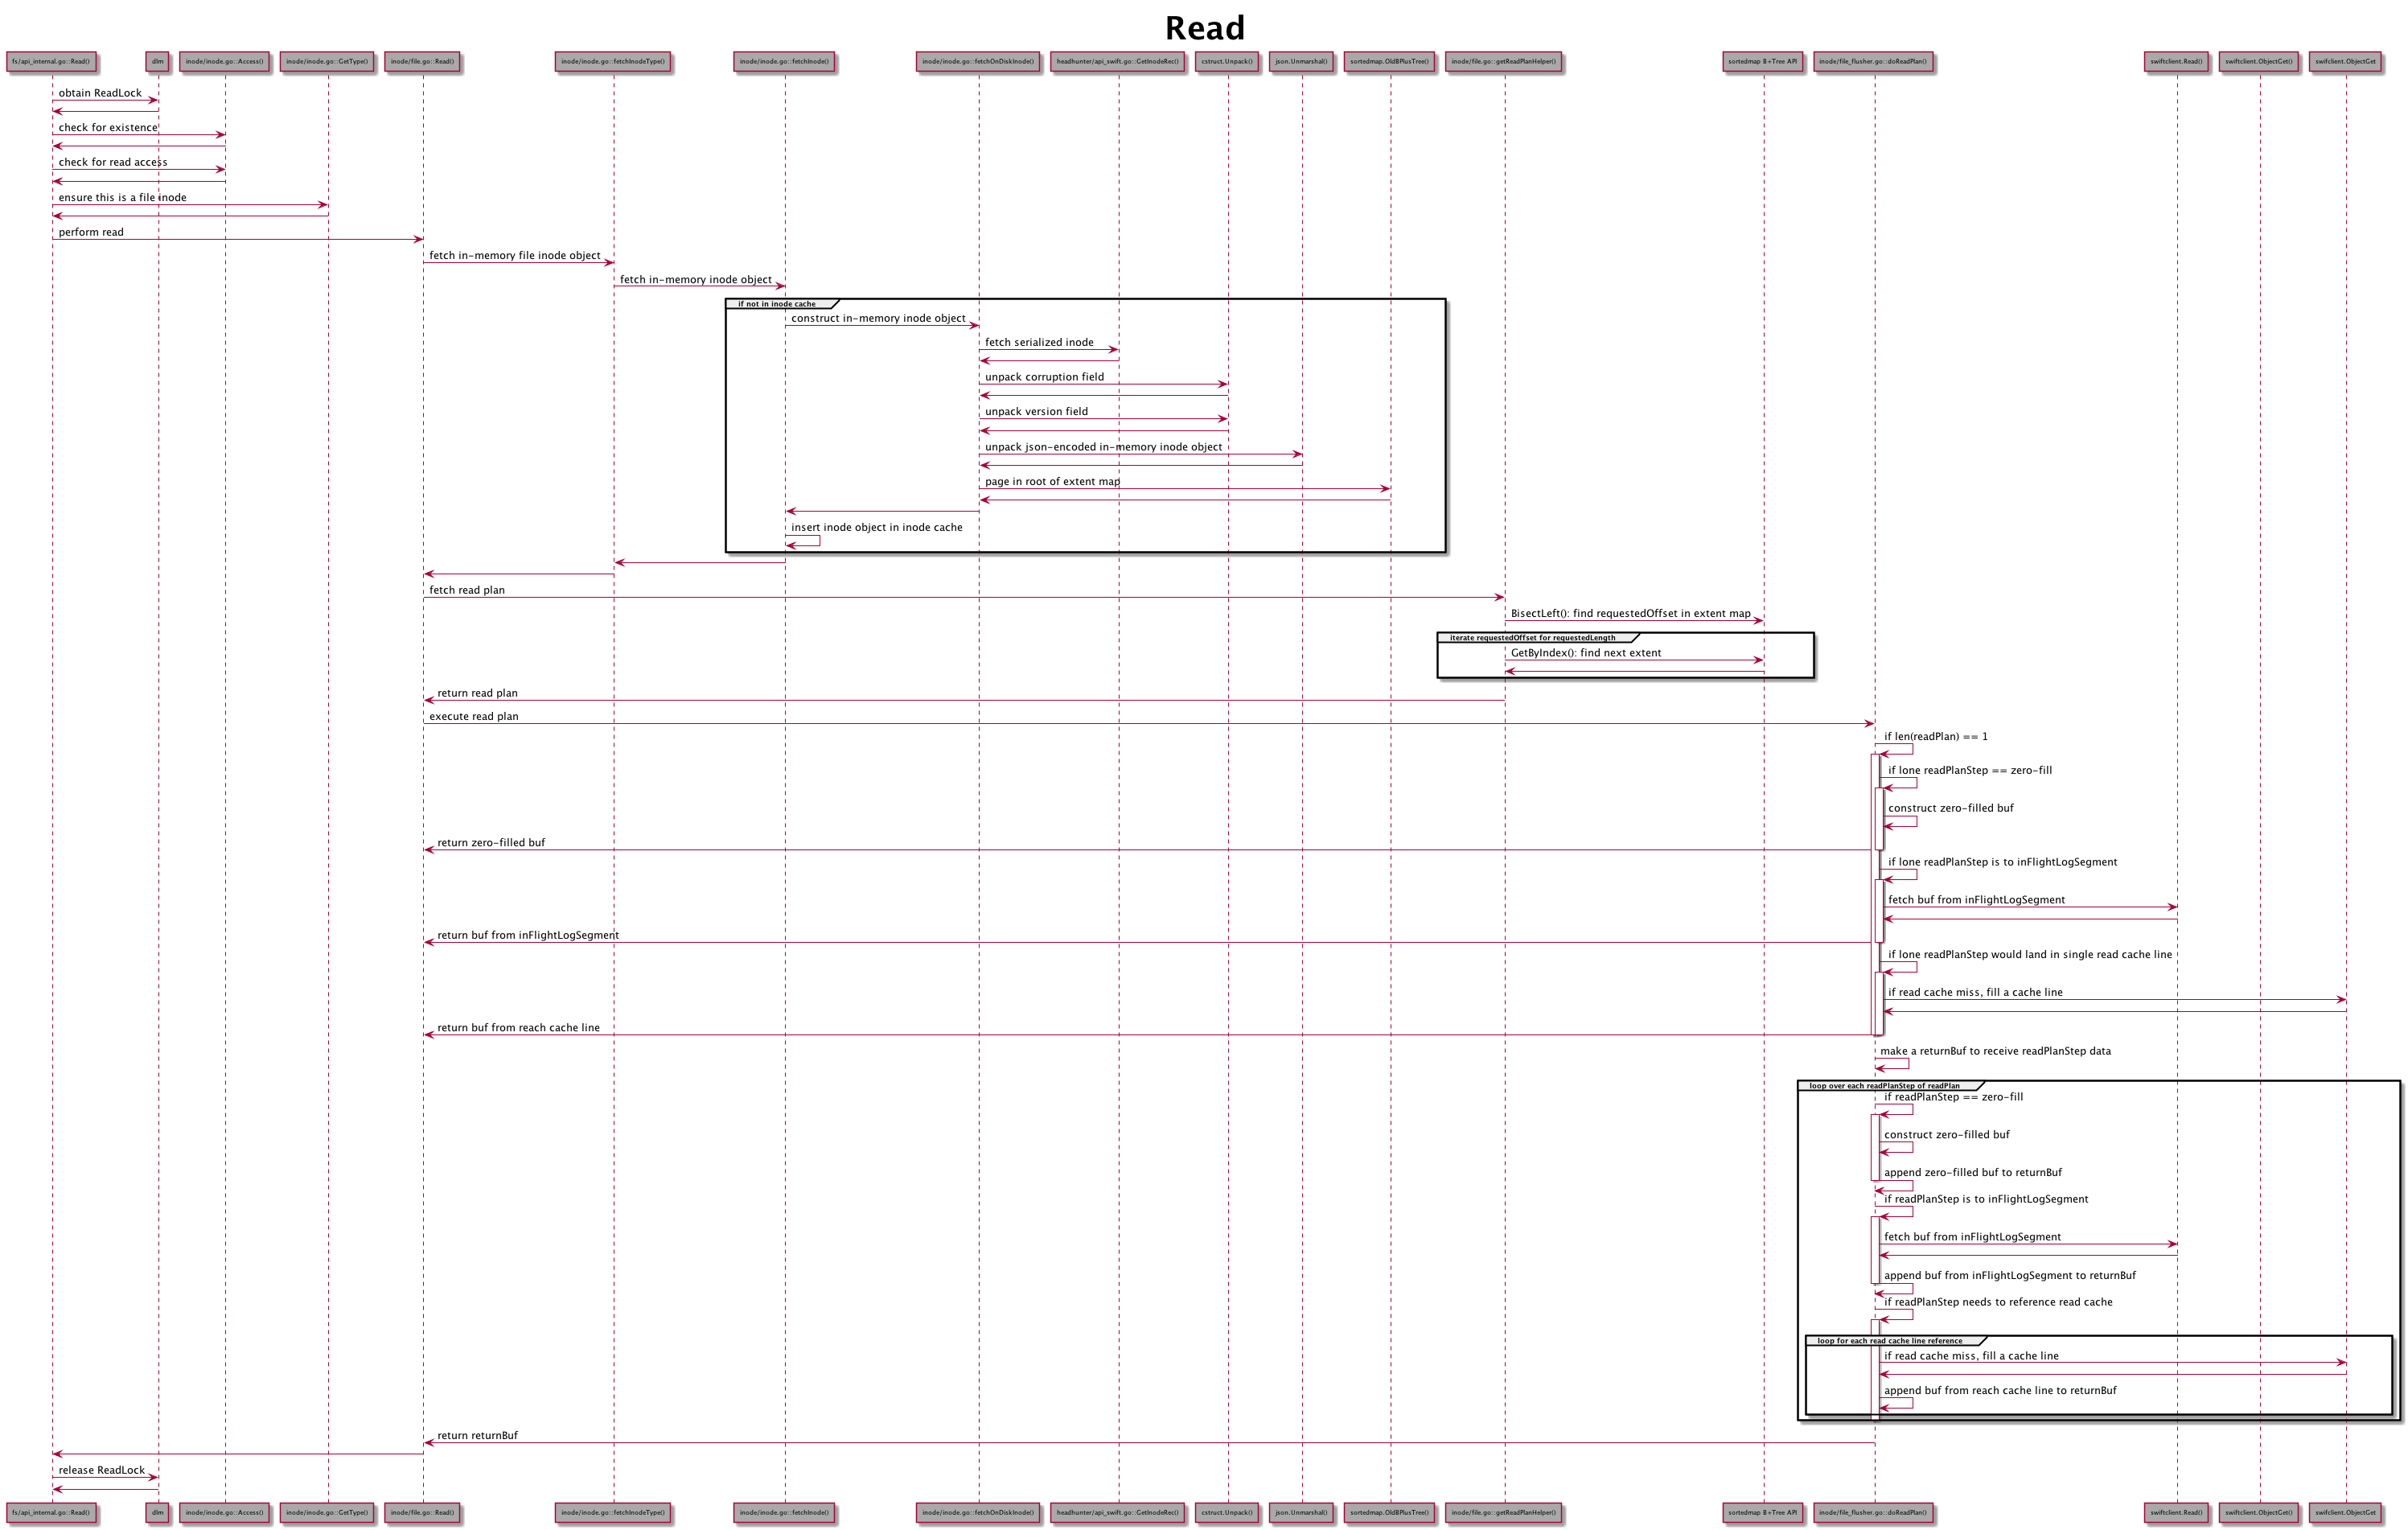 Read
fs/api_internal.go::Read()
dlm
inode/inode.go::Access()
inode/inode.go::GetType()
inode/file.go::Read()
inode/inode.go::fetchInodeType()
inode/inode.go::fetchInode()
inode/inode.go::fetchOnDiskInode()
headhunter/api_swift.go::GetInodeRec()
cstruct.Unpack()
json.Unmarshal()
sortedmap.OldBPlusTree()
inode/file.go::getReadPlanHelper()
sortedmap B+Tree API
inode/file_flusher.go::doReadPlan()
swiftclient.Read()
swiftclient.ObjectGet()
swifclient.ObjectGet
obtain ReadLock
check for existence
check for read access
ensure this is a file inode
perform read
fetch in-memory file inode object
fetch in-memory inode object
if not in inode cache
construct in-memory inode object
fetch serialized inode
unpack corruption field
unpack version field
unpack json-encoded in-memory inode object
page in root of extent map
insert inode object in inode cache
fetch read plan
BisectLeft(): find requestedOffset in extent map
iterate requestedOffset for requestedLength
GetByIndex(): find next extent
return read plan
execute read plan
if len(readPlan) == 1
if lone readPlanStep == zero-fill
construct zero-filled buf
return zero-filled buf
if lone readPlanStep is to inFlightLogSegment
fetch buf from inFlightLogSegment
return buf from inFlightLogSegment
if lone readPlanStep would land in single read cache line
if read cache miss, fill a cache line
return buf from reach cache line
make a returnBuf to receive readPlanStep data
loop over each readPlanStep of readPlan
if readPlanStep == zero-fill
construct zero-filled buf
append zero-filled buf to returnBuf
if readPlanStep is to inFlightLogSegment
fetch buf from inFlightLogSegment
append buf from inFlightLogSegment to returnBuf
if readPlanStep needs to reference read cache
loop for each read cache line reference
if read cache miss, fill a cache line
append buf from reach cache line to returnBuf
return returnBuf
release ReadLock
fs/api_internal.go::Read()
dlm
inode/inode.go::Access()
inode/inode.go::GetType()
inode/file.go::Read()
inode/inode.go::fetchInodeType()
inode/inode.go::fetchInode()
inode/inode.go::fetchOnDiskInode()
headhunter/api_swift.go::GetInodeRec()
cstruct.Unpack()
json.Unmarshal()
sortedmap.OldBPlusTree()
inode/file.go::getReadPlanHelper()
sortedmap B+Tree API
inode/file_flusher.go::doReadPlan()
swiftclient.Read()
swiftclient.ObjectGet()
swifclient.ObjectGet